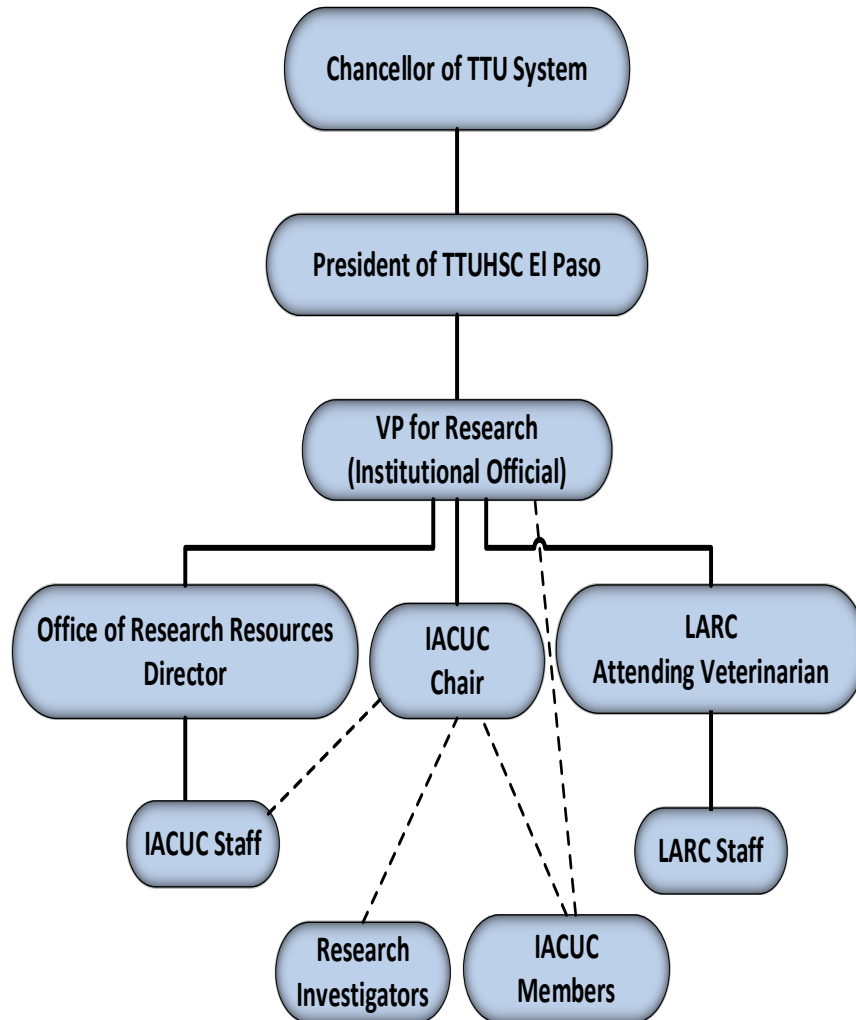 Chancellor of TTU System
President of TTUHSC El Paso
VP for Research
(Institutional Official)
Office of Research Resources
Director
IACUC
Chair
LARC
Attending Veterinarian
IACUC Staff
LARC Staff
Research
Investigators
IACUC
Members